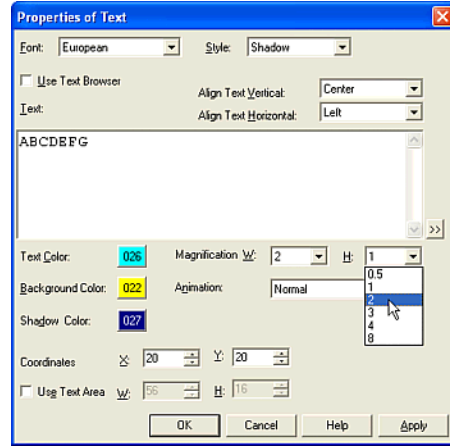 Properties of Text
Font: European Style: Shadow
Use Text Browser
Align Text Vertical: Center
Text: Align Text Horizontal: Left
ABCDEFG
>>
Text Color: 026 Magnification W: 2 H: 1
0.5
1
2
3
4
8
Background Color: 022 Animation: Normal
Shadow Color: 027
Coordinates X: 20 Y: 20
Use Text Area W: 56 H: 16
OK Cancel Help Apply